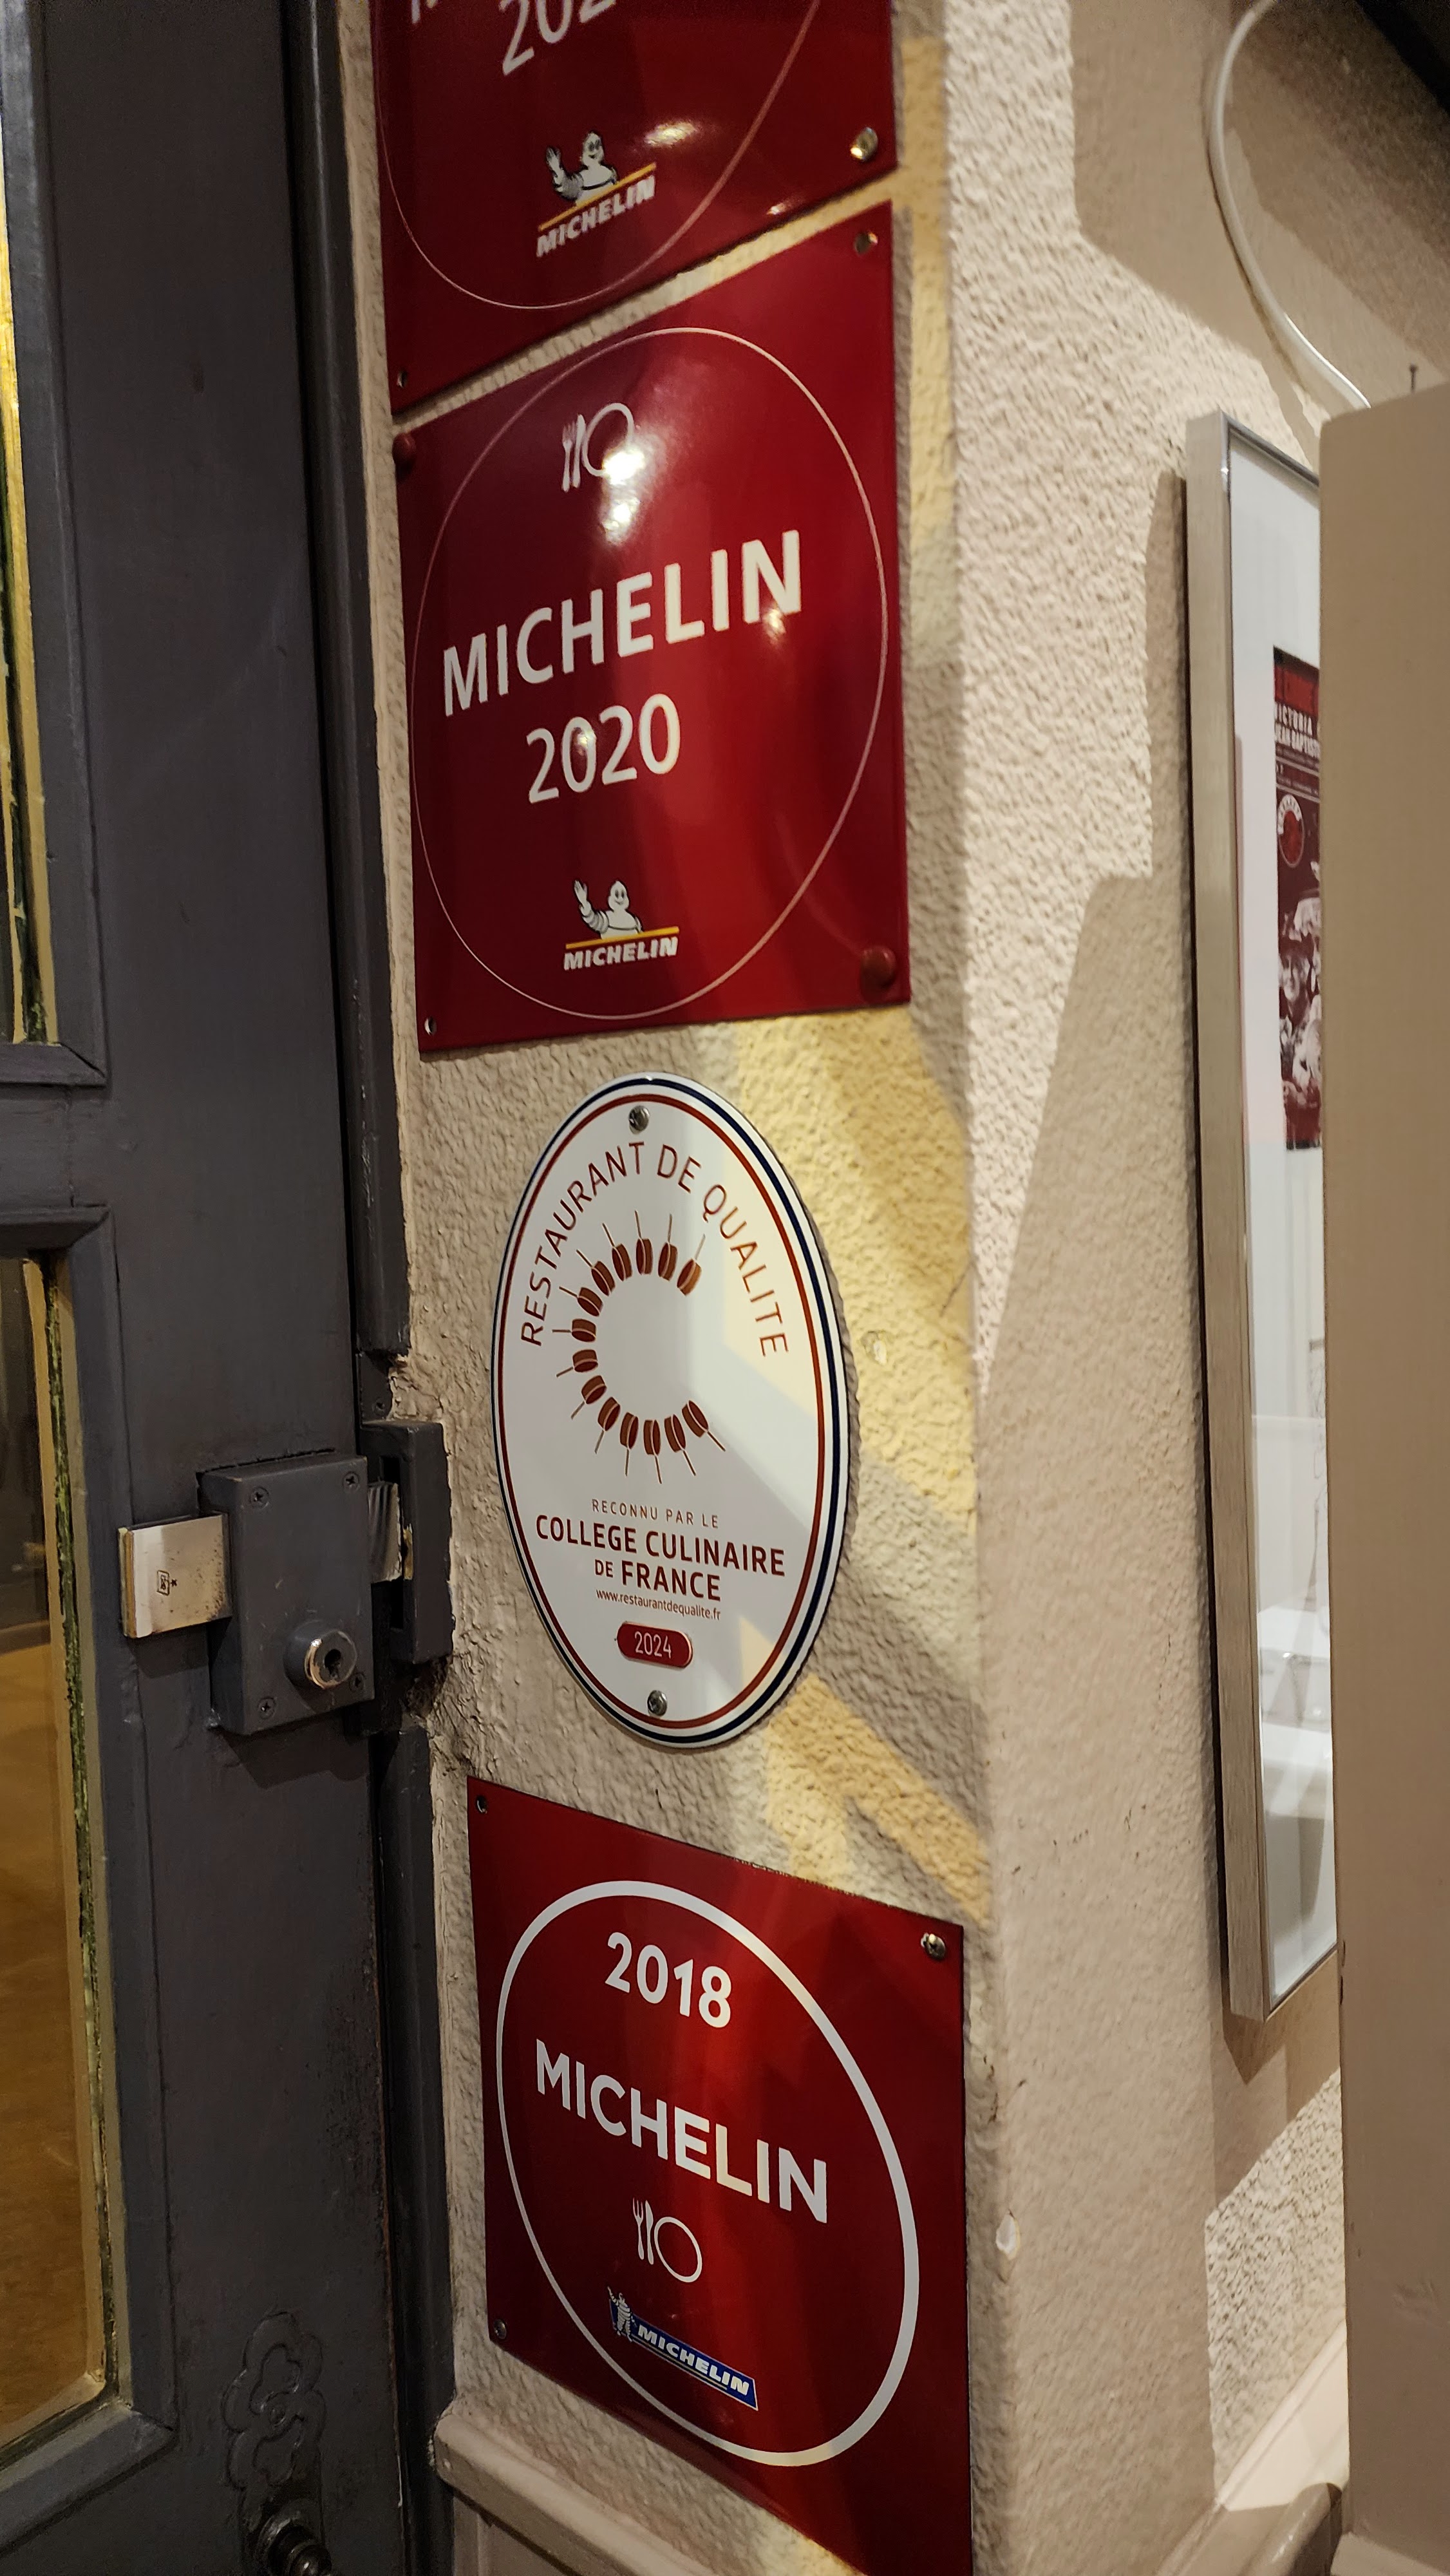 MICHELIN
MICHELIN
2020
MICHELIN
RESTAURANT DE QUALITE
RECONNU PAR LE
COLLEGE CULINAIRE
DE FRANCE
www.restaurantdequalite.fr
2024
2018
MICHELIN
MICHELIN